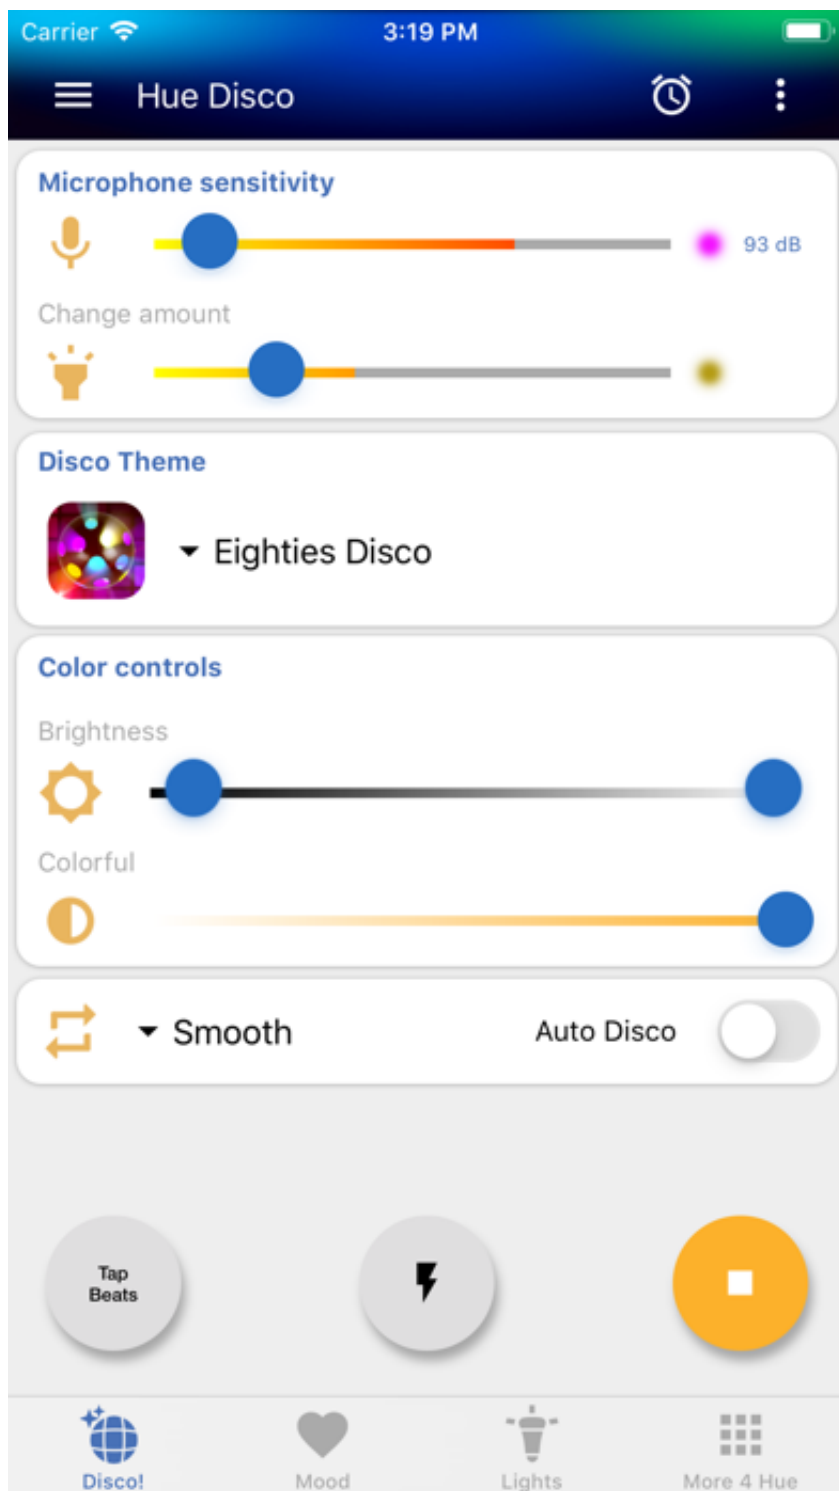 Carrier 3:19 PM
Hue Disco
Microphone sensitivity
93 dB
Change amount
Disco Theme
Eighties Disco
Color controls
Brightness
Colorful
Smooth Auto Disco
Tap
Beats
Disco! Mood Lights More 4 Hue